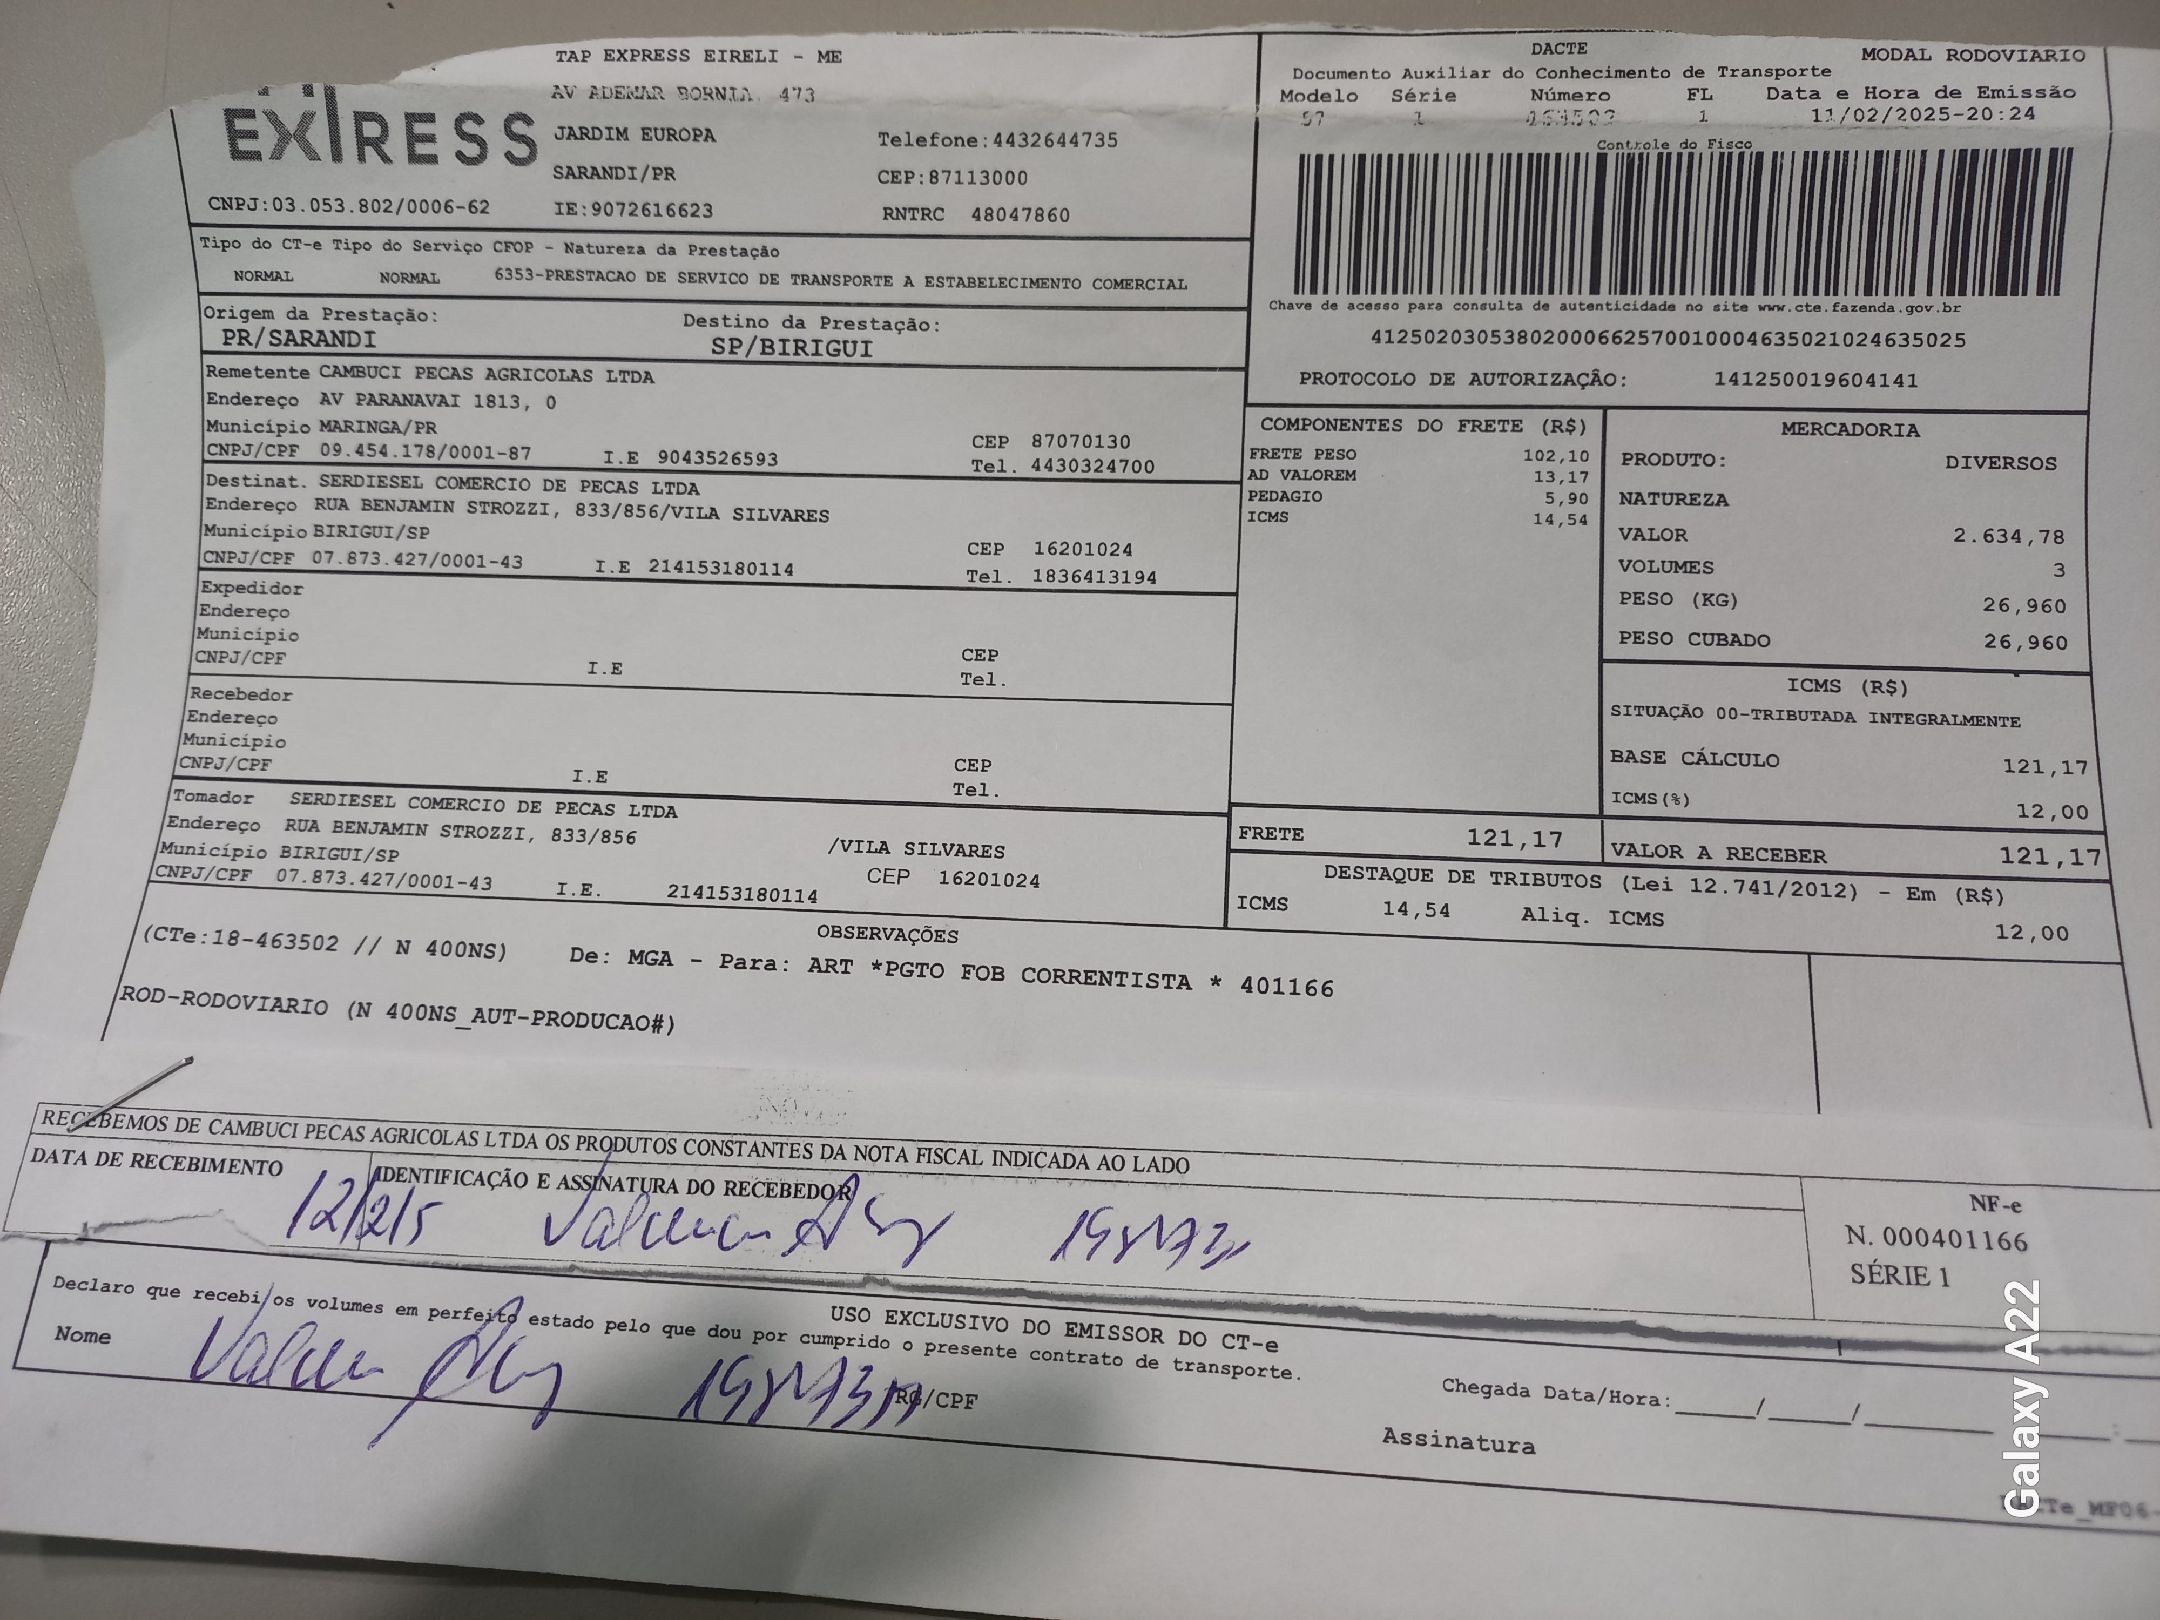 TAP EXPRESS EIRELI - ME
AV ADEMAR BORNIA, 473
JARDIM EUROPA
Telefone:4432644735
SARANDI/PR
CEP:87113000
CNPJ:03.053.802/0006-62
IE:9072616623
RNTRC 48047860
DACTE
MODAL RODOVIARIO
Documento Auxiliar do Conhecimento de Transporte
Modelo Série Número FL Data e Hora de Emissão
57 1 463502 1 11/02/2025-20:24
Controle do Fisco
Chave de acesso para consulta de autenticidade no site www.cte.fazenda.gov.br
41250203053802000662570010004635021024635025
PROTOCOLO DE AUTORIZAÇÂO: 141250019604141
Tipo do CT-e Tipo do Serviço CFOP - Natureza da Prestação
NORMAL NORMAL 6353-PRESTACAO DE SERVICO DE TRANSPORTE A ESTABELECIMENTO COMERCIAL
Origem da Prestação: Destino da Prestação:
PR/SARANDI SP/BIRIGUI
Remetente CAMBUCI PECAS AGRICOLAS LTDA
Endereço AV PARANAVAI 1813, 0
Município MARINGA/PR CEP 87070130
CNPJ/CPF 09.454.178/0001-87 I.E 9043526593 Tel. 4430324700
Destinat. SERDIESEL COMERCIO DE PECAS LTDA
Endereço RUA BENJAMIN STROZZI, 833/856/VILA SILVARES
Município BIRIGUI/SP CEP 16201024
CNPJ/CPF 07.873.427/0001-43 I.E 214153180114 Tel. 1836413194
Expedidor
Endereço
Município CEP
CNPJ/CPF I.E Tel.
Recebedor
Endereço
Município CEP
CNPJ/CPF I.E Tel.
Tomador SERDIESEL COMERCIO DE PECAS LTDA
Endereço RUA BENJAMIN STROZZI, 833/856 /VILA SILVARES
Município BIRIGUI/SP CEP 16201024
CNPJ/CPF 07.873.427/0001-43 I.E. 214153180114
COMPONENTES DO FRETE (R$)
FRETE PESO 102,10
AD VALOREM 13,17
PEDAGIO 5,90
ICMS 14,54
MERCADORIA
PRODUTO: DIVERSOS
NATUREZA
VALOR 2.634,78
VOLUMES 3
PESO (KG) 26,960
PESO CUBADO 26,960
ICMS (R$)
SITUAÇÃO 00-TRIBUTADA INTEGRALMENTE
BASE CÁLCULO 121,17
ICMS(%) 12,00
FRETE 121,17 VALOR A RECEBER 121,17
DESTAQUE DE TRIBUTOS (Lei 12.741/2012) - Em (R$)
ICMS 14,54 Aliq. ICMS 12,00
OBSERVAÇÕES
(CTe:18-463502 // N 400NS) De: MGA - Para: ART *PGTO FOB CORRENTISTA * 401166
ROD-RODOVIARIO (N 400NS_AUT-PRODUCAO#)
RECEBEMOS DE CAMBUCI PECAS AGRICOLAS LTDA OS PRODUTOS CONSTANTES DA NOTA FISCAL INDICADA AO LADO
DATA DE RECEBIMENTO IDENTIFICAÇÃO E ASSINATURA DO RECEBEDOR
12/2/5
NF-e
N. 000401166
SÉRIE 1
USO EXCLUSIVO DO EMISSOR DO CT-e
Declaro que recebi os volumes em perfeito estado pelo que dou por cumprido o presente contrato de transporte.
Nome RG/CPF
Chegada Data/Hora:____/____/____ :
Assinatura
Galaxy A22